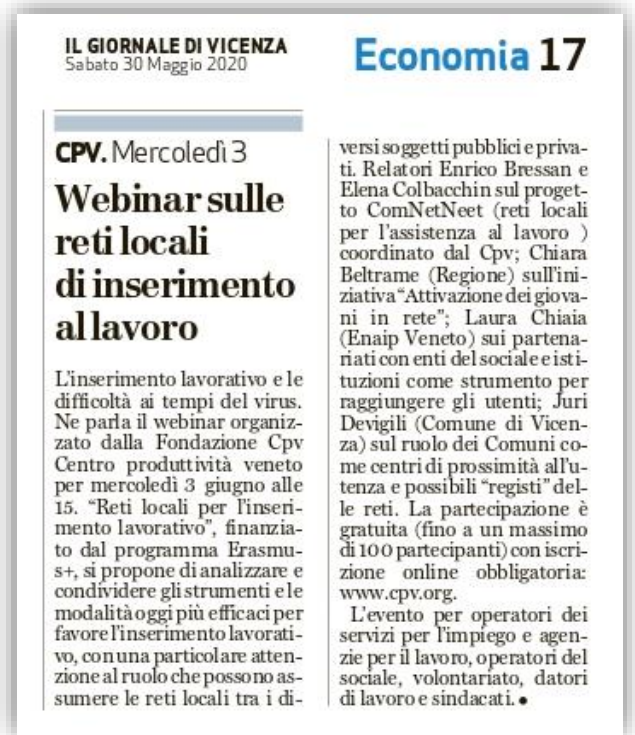 IL GIORNALE DI VICENZA
Sabato 30 Maggio 2020
Economia 17
CPV. Mercoledì 3
Webinar sulle
reti locali
di inserimento
al lavoro
L'inserimento lavorativo e le
difficoltà ai tempi del virus.
Ne parla il webinar organiz-
zato dalla Fondazione Cpv
Centro produttività veneto
per mercoledì 3 giugno alle
15. “Reti locali per l'inseri-
mento lavorativo”, finanzia-
to dal programma Erasmu-
s+, si propone di analizzare e
condividere gli strumenti e le
modalità oggi più efficaci per
favore l'inserimento lavorati-
vo, con una particolare atten-
zione al ruolo che possono as-
sumere le reti locali tra i di-
versi soggetti pubblici e priva-
ti. Relatori Enrico Bressan e
Elena Colbacchin sul proget-
to ComNetNeet (reti locali
per l'assistenza al lavoro )
coordinato dal Cpv; Chiara
Beltrame (Regione) sull'ini-
ziativa “Attivazione dei giova-
ni in rete”; Laura Chiaia
(Enaip Veneto) sui partena-
riati con enti del sociale e isti-
tuzioni come strumento per
raggiungere gli utenti; Juri
Devigili (Comune di Vicen-
za) sul ruolo dei Comuni co-
me centri di prossimità all'u-
tenza e possibili “registi” del-
le reti. La partecipazione è
gratuita (fino a un massimo
di 100 partecipanti) con iscri-
zione online obbligatoria:
www.cpv.org.
L'evento per operatori dei
servizi per l'impiego e agen-
zie per il lavoro, operatori del
sociale, volontariato, datori
di lavoro e sindacati. ●